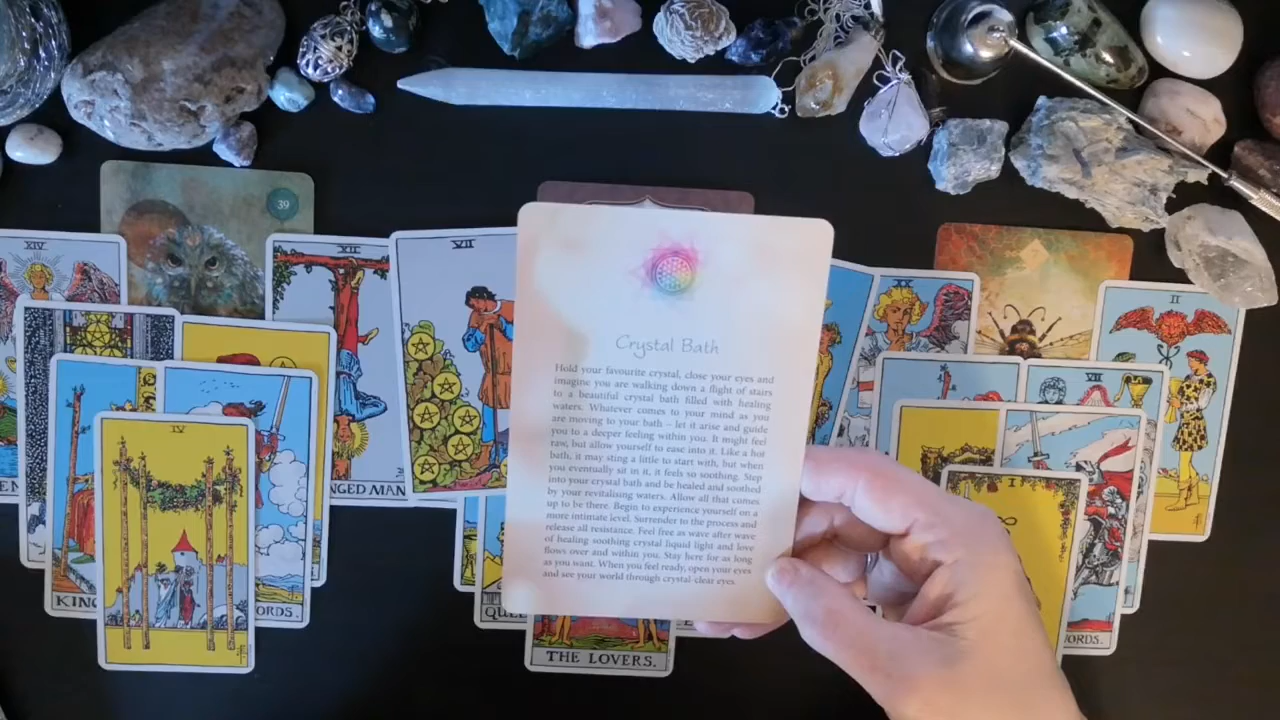 39
XIV
XII
VII
II
VII
IV
I
Crystal Bath
Hold your favourite crystal, close your eyes and
imagine you are walking down a flight of stairs
to a beautiful crystal bath filled with healing
waters. Whatever comes to your mind as you
are moving to your bath – let it arise and guide
you to a deeper feeling within you. It might feel
raw, but allow yourself to ease into it. Like a hot
bath, it may sting a little to start with, but when
you eventually sit in it, it feels so soothing. Step
into your crystal bath and be healed and soothed
by your revitalising waters. Allow all that comes
up to be there. Begin to experience yourself on a
more intimate level. Surrender to the process and
release all resistance. Feel free as wave after wave
of healing soothing crystal liquid light and love
flows over and within you. Stay here for as long
as you want. When you feel ready, open your eyes
and see your world through crystal clear eyes.
NGED MAN
KING
ORDS.
QUE
THE LOVERS.
ORDS.